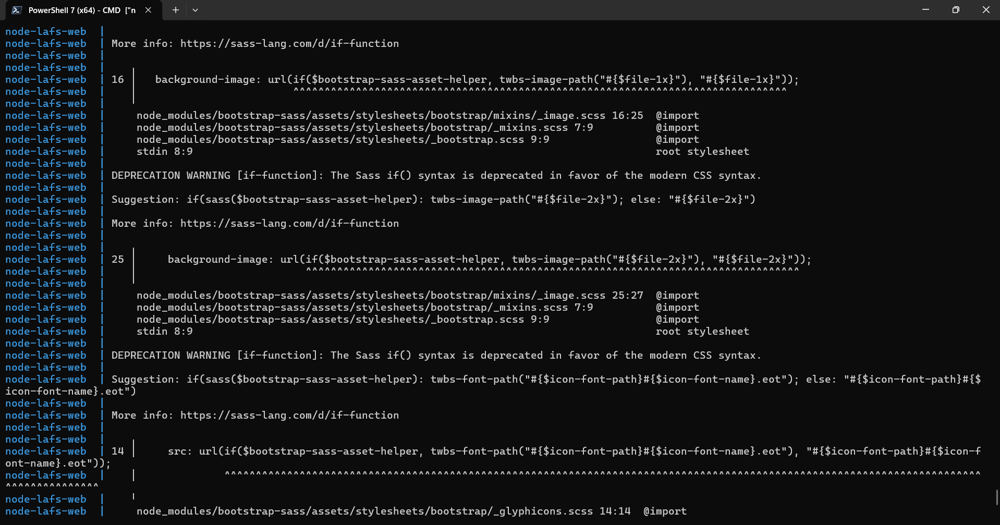 PowerShell 7 (x64) - CMD ["n
node-lafs-web |
node-lafs-web | More info: https://sass-lang.com/d/if-function
node-lafs-web |
node-lafs-web |
node-lafs-web | 16 │   background-image: url(if($bootstrap-sass-asset-helper, twbs-image-path("#{$file-1x}"), "#{$file-1x}"));
node-lafs-web | │ ^^^^^^^^^^^^^^^^^^^^^^^^^^^^^^^^^^^^^^^^^^^^^^^^^^^^^^^^^^^^^^^^^^^^^^^^^^^^^^^
node-lafs-web |
node-lafs-web | node_modules/bootstrap-sass/assets/stylesheets/bootstrap/mixins/_image.scss 16:25  @import
node-lafs-web | node_modules/bootstrap-sass/assets/stylesheets/bootstrap/_mixins.scss 7:9  @import
node-lafs-web | node_modules/bootstrap-sass/assets/stylesheets/_bootstrap.scss 9:9  @import
node-lafs-web | stdin 8:9  root stylesheet
node-lafs-web |
node-lafs-web | DEPRECATION WARNING [if-function]: The Sass if() syntax is deprecated in favor of the modern CSS syntax.
node-lafs-web |
node-lafs-web | Suggestion: if(sass($bootstrap-sass-asset-helper): twbs-image-path("#{$file-2x}"); else: "#{$file-2x}")
node-lafs-web |
node-lafs-web | More info: https://sass-lang.com/d/if-function
node-lafs-web |
node-lafs-web |
node-lafs-web | 25 │     background-image: url(if($bootstrap-sass-asset-helper, twbs-image-path("#{$file-2x}"), "#{$file-2x}"));
node-lafs-web | │ ^^^^^^^^^^^^^^^^^^^^^^^^^^^^^^^^^^^^^^^^^^^^^^^^^^^^^^^^^^^^^^^^^^^^^^^^^^^^^^^
node-lafs-web |
node-lafs-web | node_modules/bootstrap-sass/assets/stylesheets/bootstrap/mixins/_image.scss 25:27  @import
node-lafs-web | node_modules/bootstrap-sass/assets/stylesheets/bootstrap/_mixins.scss 7:9  @import
node-lafs-web | node_modules/bootstrap-sass/assets/stylesheets/_bootstrap.scss 9:9  @import
node-lafs-web | stdin 8:9  root stylesheet
node-lafs-web |
node-lafs-web | DEPRECATION WARNING [if-function]: The Sass if() syntax is deprecated in favor of the modern CSS syntax.
node-lafs-web |
node-lafs-web | Suggestion: if(sass($bootstrap-sass-asset-helper): twbs-font-path("#{$icon-font-path}#{$icon-font-name}.eot"); else: "#{$icon-font-path}#{$
icon-font-name}.eot")
node-lafs-web |
node-lafs-web | More info: https://sass-lang.com/d/if-function
node-lafs-web |
node-lafs-web |
node-lafs-web | 14 │     src: url(if($bootstrap-sass-asset-helper, twbs-font-path("#{$icon-font-path}#{$icon-font-name}.eot"), "#{$icon-font-path}#{$icon-f
ont-name}.eot"));
node-lafs-web | │ ^^^^^^^^^^^^^^^^^^^^^^^^^^^^^^^^^^^^^^^^^^^^^^^^^^^^^^^^^^^^^^^^^^^^^^^^^^^^^^^^^^^^^^^^^^^^^^^^^^^^^^^^^^^^^^^^^^^^^^^^^
^^^^^^^^^^^^^^^
node-lafs-web |
node-lafs-web | node_modules/bootstrap-sass/assets/stylesheets/bootstrap/_glyphicons.scss 14:14  @import